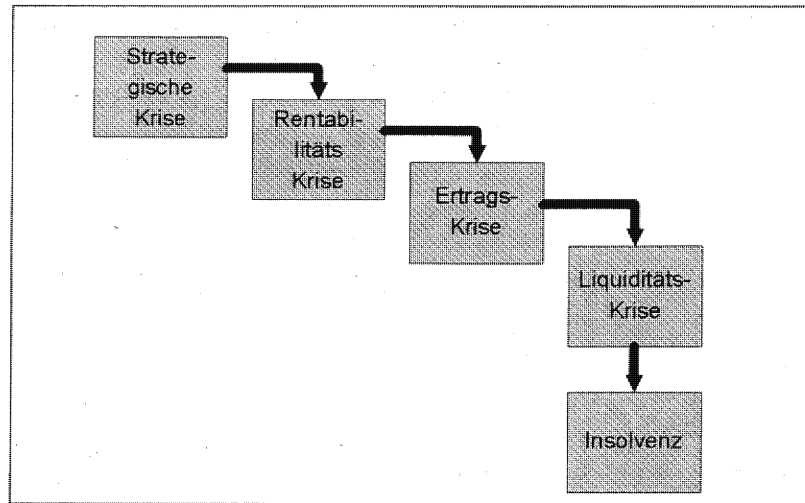 Strate-
gische
Krise
Rentabi-
litäts
Krise
Ertrags-
Krise
Liquiditäts-
Krise
Insolvenz